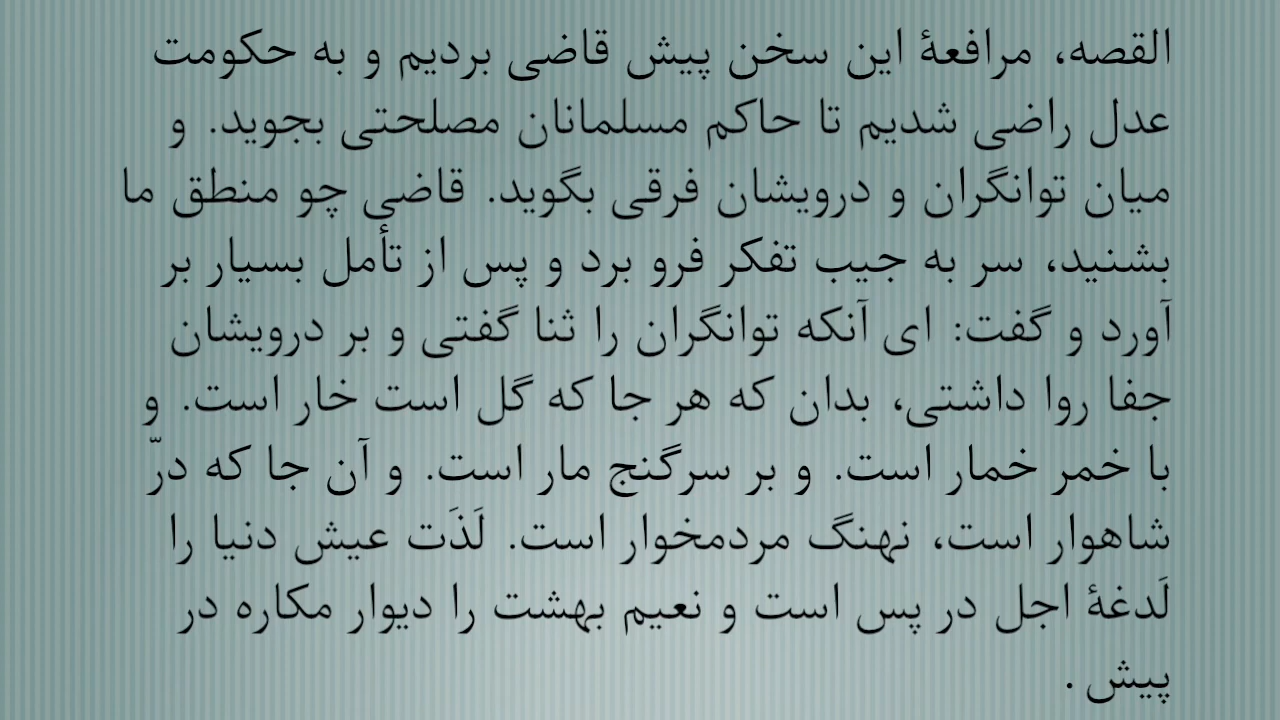 القصه، مرافعهٔ این سخن پیش قاضی بردیم و به حکومت
عدل راضی شدیم تا حاکم مسلمانان مصلحتی بجوید. و
میان توانگران و درویشان فرقی بگوید. قاضی چو منطق ما
بشنید، سر به جیب تفکر فرو برد و پس از تأمل بسیار بر
آورد و گفت: ای آنکه توانگران را ثنا گفتی و بر درویشان
جفا روا داشتی، بدان که هر جا که گل است خار است. و
با خمر خمار است. و بر سرگنج مار است. و آن جا که درّ
شاهوار است، نهنگ مردمخوار است. لَذَت عیش دنیا را
لَدغهٔ اجل در پس است و نعیم بهشت را دیوار مکاره در
پیش .